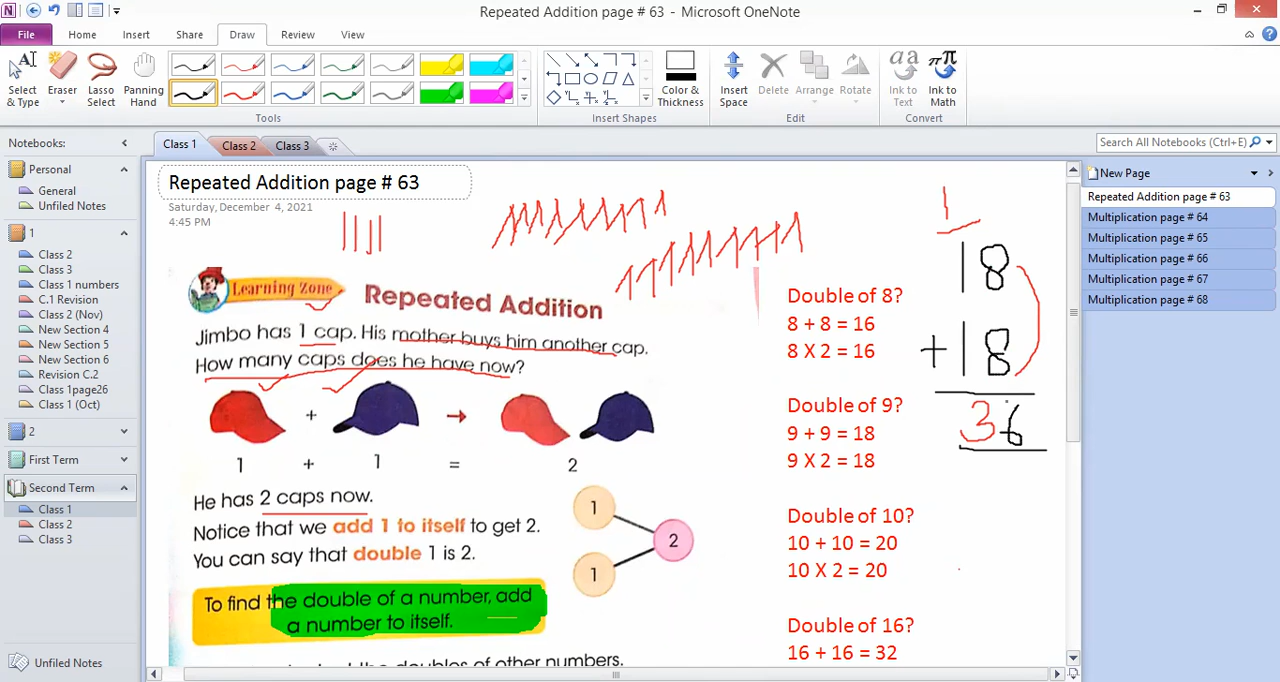 Repeated Addition page # 63 - Microsoft OneNote
File Home Insert Share Draw Review View
Select & Type
Eraser
Lasso Select
Panning Hand
Color & Thickness
Insert Space
Delete
Arrange
Rotate
Ink to Text
Ink to Math
Tools
Insert Shapes
Edit
Convert
Notebooks:
Personal
General
Unfiled Notes
1
Class 2
Class 3
Class 1 numbers
C.1 Revision
Class 2 (Nov)
New Section 4
New Section 5
New Section 6
Revision C.2
Class 1page26
Class 1 (Oct)
2
First Term
Second Term
Class 1
Class 2
Class 3
Unfiled Notes
Class 1 Class 2 Class 3
Search All Notebooks (Ctrl+E)
Repeated Addition page # 63
Saturday, December 4, 2021
4:45 PM
Learning Zone
Repeated Addition
Jimbo has 1 cap. His mother buys him another cap.
How many caps does he have now?
+
1 + 1 = 2
He has 2 caps now.
Notice that we add 1 to itself to get 2.
You can say that double 1 is 2.
1
1
2
To find the double of a number, add
a number to itself.
the doubles of other numbers.
Double of 8?
8 + 8 = 16
8 X 2 = 16
Double of 9?
9 + 9 = 18
9 X 2 = 18
Double of 10?
10 + 10 = 20
10 X 2 = 20
Double of 16?
16 + 16 = 32
1
18
+18
36
New Page
Repeated Addition page # 63
Multiplication page # 64
Multiplication page # 65
Multiplication page # 66
Multiplication page # 67
Multiplication page # 68